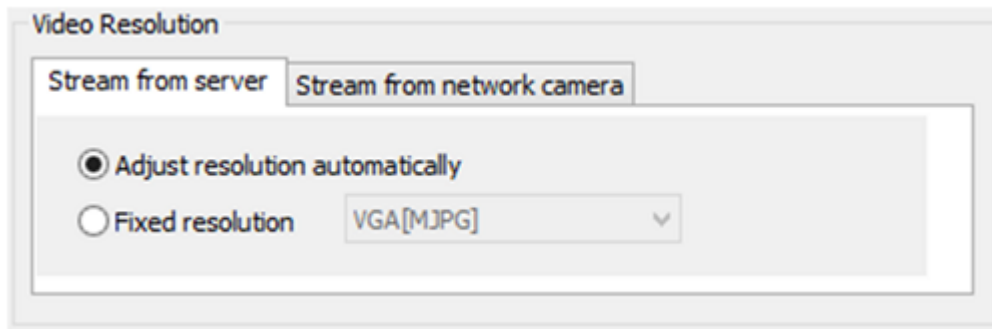 Video Resolution
Stream from server Stream from network camera
Adjust resolution automatically
Fixed resolution VGA[MJPG]